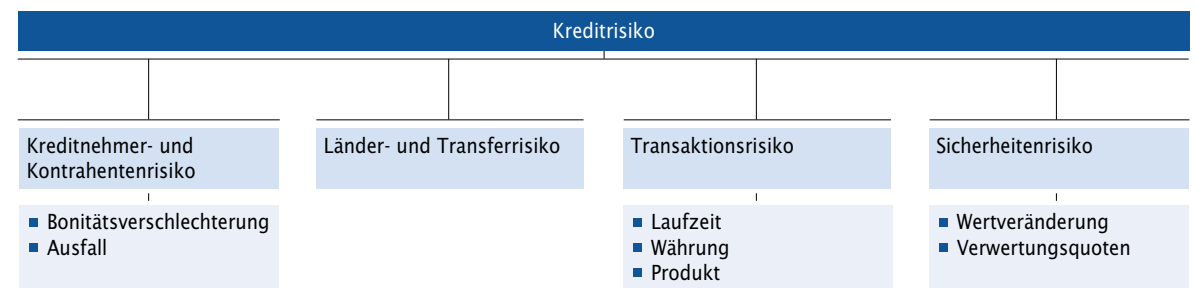 Kreditrisiko
Kreditnehmer- und
Kontrahentenrisiko
Länder- und Transferrisiko
Transaktionsrisiko
Sicherheitenrisiko
Bonitätsverschlechterung
Ausfall
Laufzeit
Währung
Produkt
Wertveränderung
Verwertungsquoten